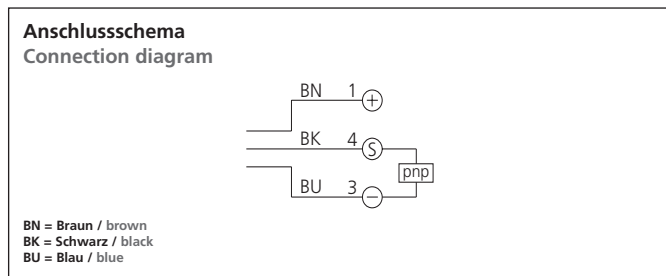 Anschlussschema
Connection diagram
BN 1 +
BK 4 S
pnp
BU 3 −
BN = Braun / brown
BK = Schwarz / black
BU = Blau / blue